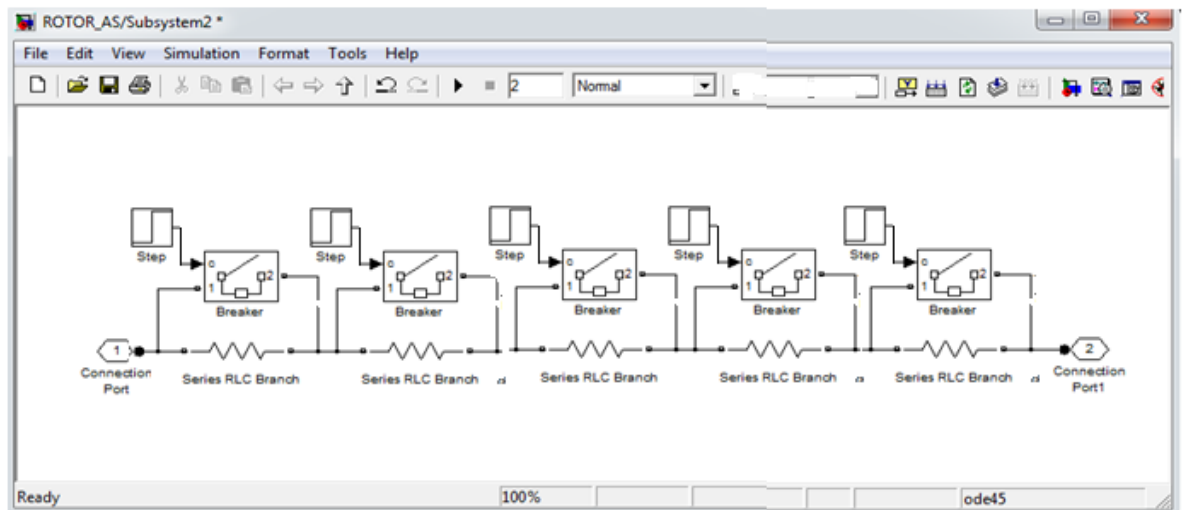 ROTOR_AS/Subsystem2 *
File Edit View Simulation Format Tools Help
2 Normal
Step Step Step Step Step
c 1 2 c 1 2 c 1 2 c 1 2 c 1 2
Breaker Breaker Breaker Breaker Breaker
1 2
Connection Port
Series RLC Branch Series RLC Branch Series RLC Branch Series RLC Branch Series RLC Branch
Connection Port1
Ready 100% ode45